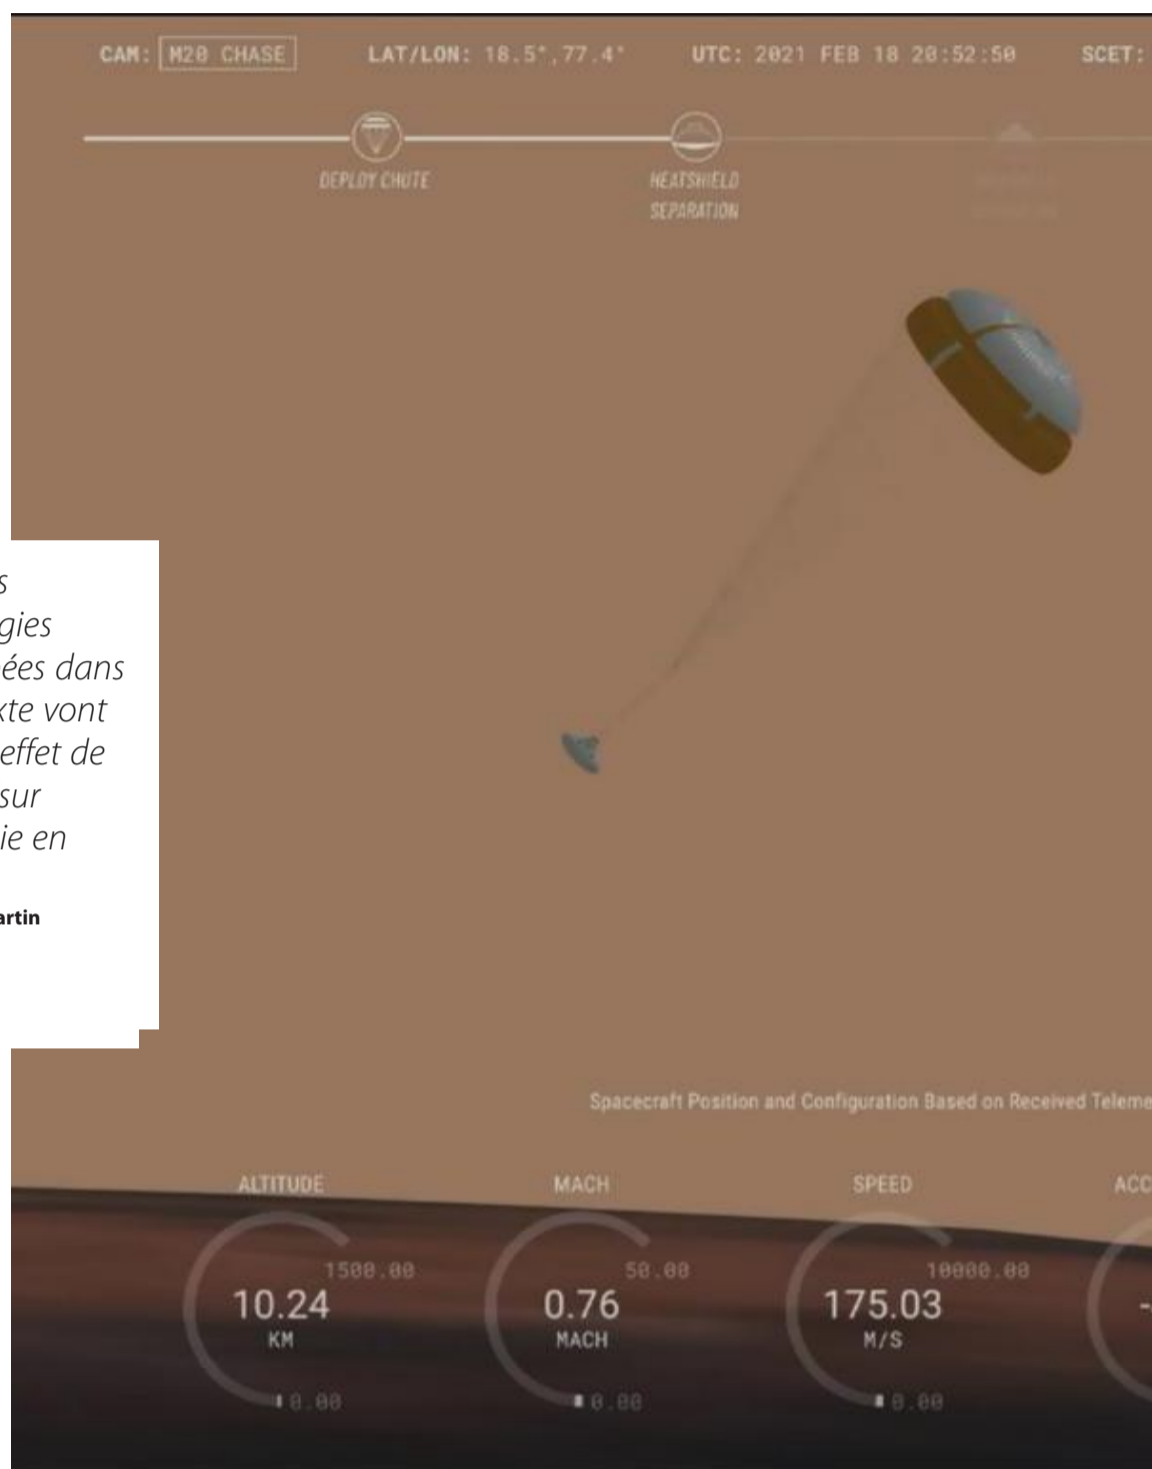 CAM: M20 CHASE LAT/LON: 18.5°,77.4° UTC: 2021 FEB 18 20:52:50 SCET:
DEPLOY CHUTE
HEATSHIELD
SEPARATION
s
gies
ées dans
xte vont
effet de
sur
ie en
artin
Spacecraft Position and Configuration Based on Received Teleme
ALTITUDE MACH SPEED ACC
1500.00 50.00 10000.00
10.24 0.76 175.03 -
KM MACH M/S
0.00 0.00 0.00